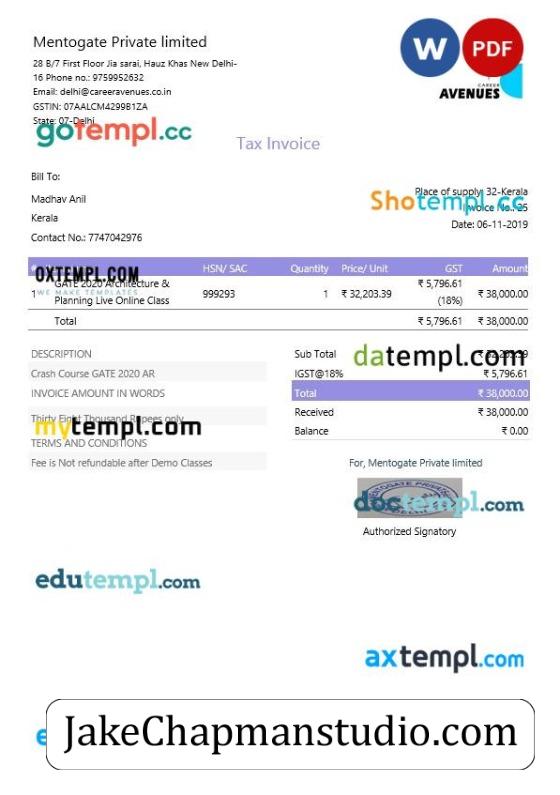 Mentogate Private limited
28 B/7 First Floor Jia sarai, Hauz Khas New Delhi-
16 Phone no.: 9759952632
Email: delhi@careeravenues.co.in
GSTIN: 07AALCM4299B1ZA
State: 07-Delhi
W PDF
CAREER
AVENUES
gotempl.cc
Tax Invoice
Bill To:
Madhav Anil
Kerala
Contact No.: 7747042976
Place of supply: 32-Kerala
Shotempl.cc
Invoice No.: 25
Date: 06-11-2019
# HSN/ SAC Quantity Price/ Unit GST Amount
OXTEMPL.COM
WE MAKE TEMPLATES
1 GATE 2020 Architecture & Planning Live Online Class 999293 1 ₹ 32,203.39 ₹ 5,796.61 (18%) ₹ 38,000.00
Total ₹ 5,796.61 ₹ 38,000.00
DESCRIPTION
Crash Course GATE 2020 AR
INVOICE AMOUNT IN WORDS
Thirty Eight Thousand Rupees only
mytempl.com
TERMS AND CONDITIONS
Fee is Not refundable after Demo Classes
Sub Total ₹ 32,203.39
datempl.com
IGST@18% ₹ 5,796.61
Total ₹ 38,000.00
Received ₹ 38,000.00
Balance ₹ 0.00
For, Mentogate Private limited
MENTOGATE PRIVATE
doctempl.com
Authorized Signatory
edutempl.com
axtempl.com
JakeChapmanstudio.com